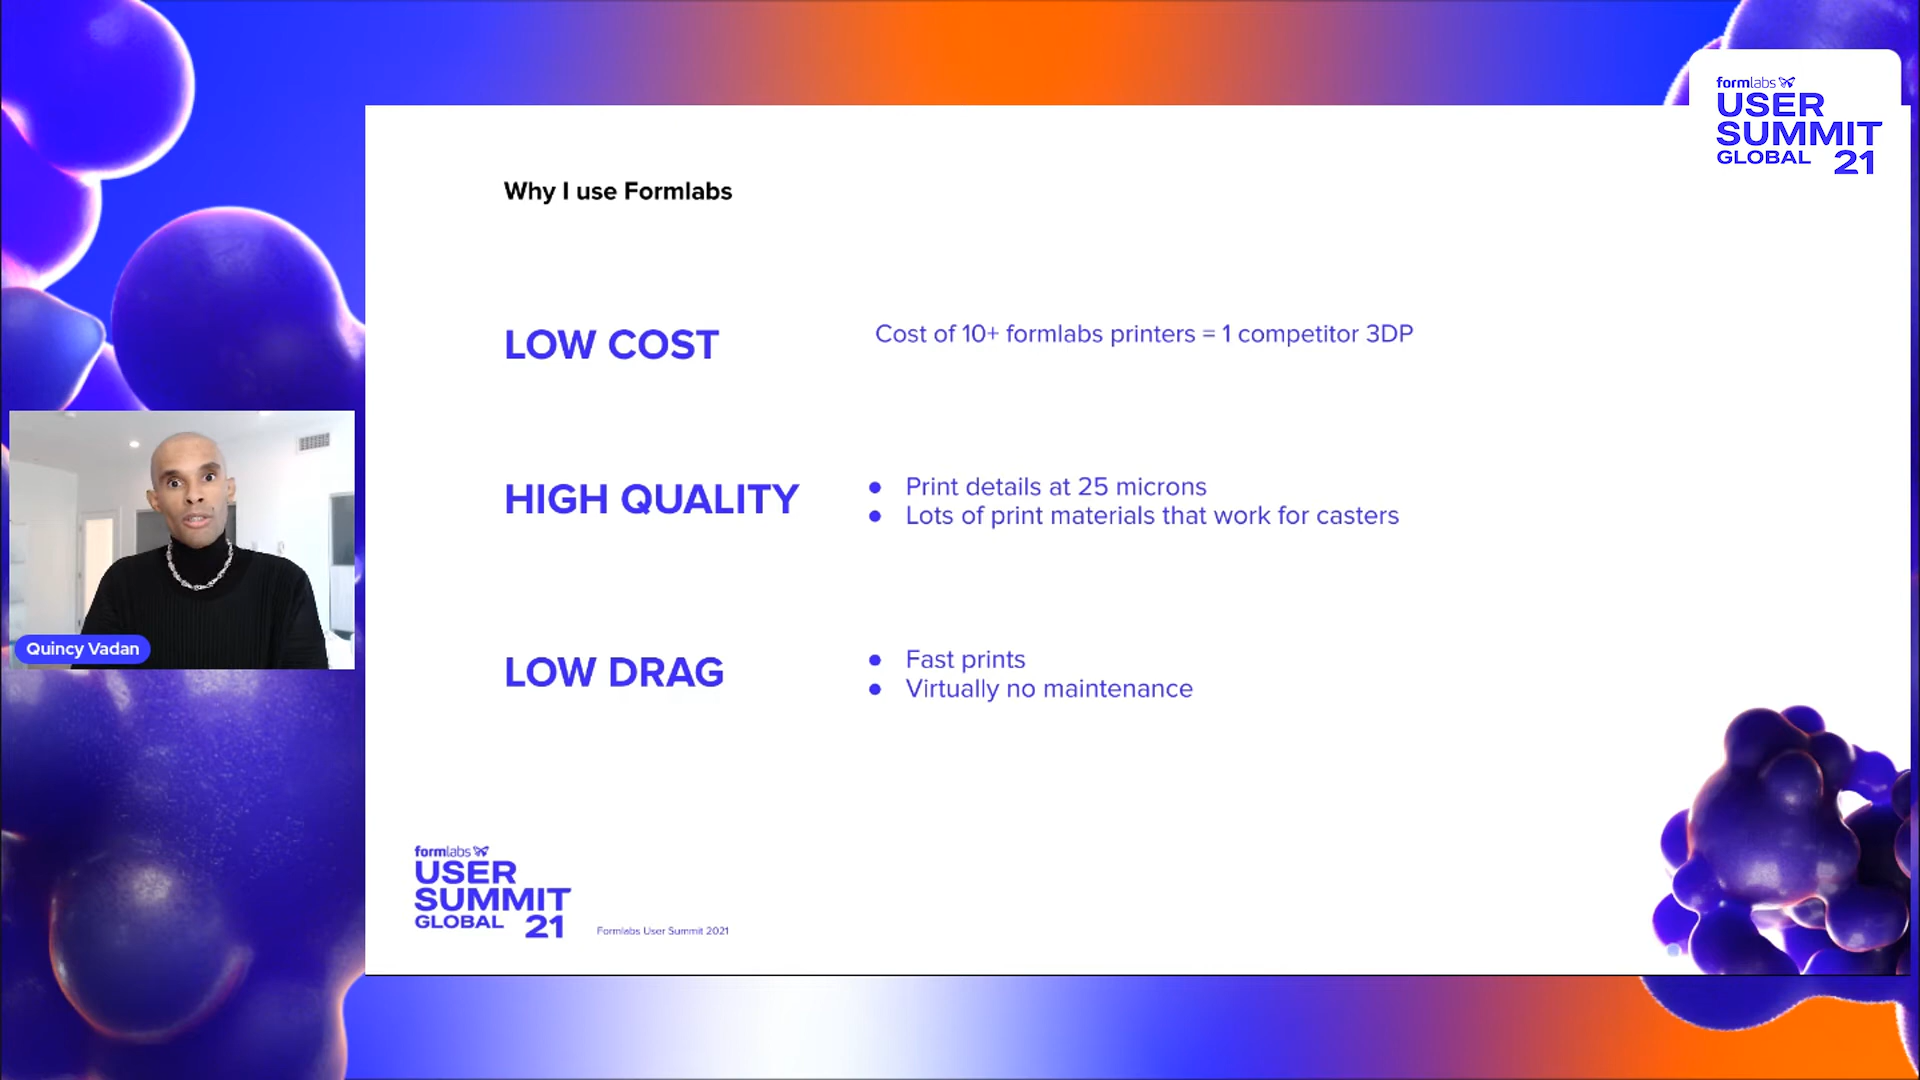 formlabs
USER
SUMMIT
GLOBAL 21
Why I use Formlabs
LOW COST
Cost of 10+ formlabs printers = 1 competitor 3DP
HIGH QUALITY
● Print details at 25 microns
● Lots of print materials that work for casters
LOW DRAG
● Fast prints
● Virtually no maintenance
Quincy Vadan
formlabs
USER
SUMMIT
GLOBAL 21
Formlabs User Summit 2021